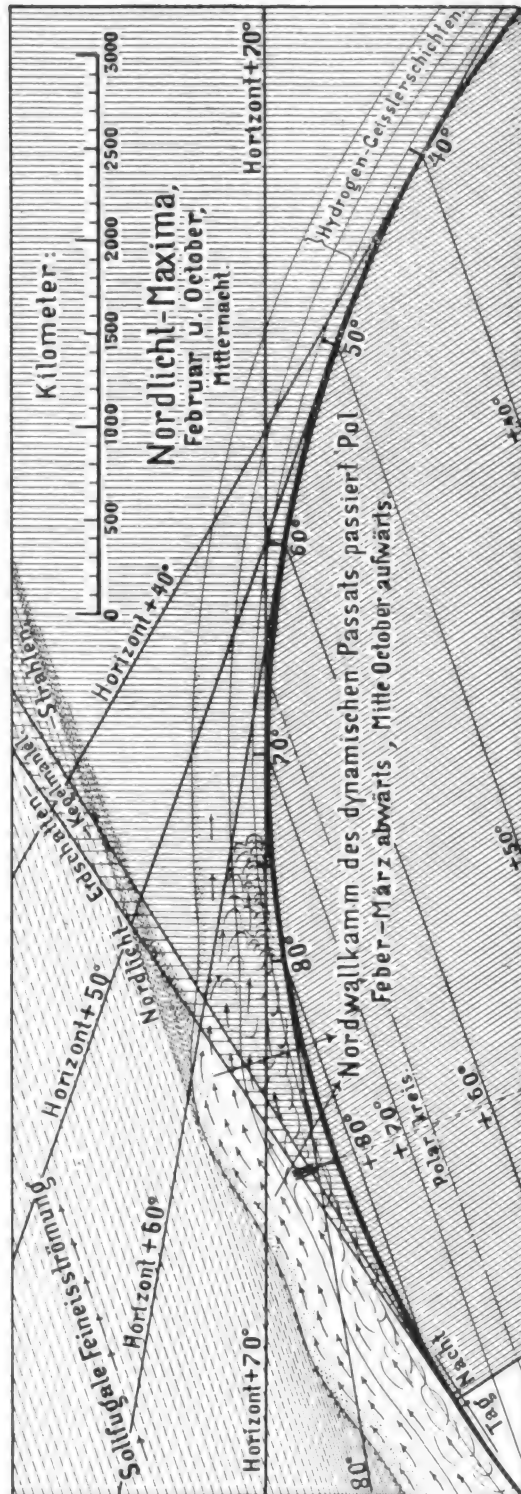 Kilometer:
0 500 1000 1500 2000 2500 3000
Nordlicht-Maxima,
Februar u. October,
Mitternacht.
Solifugale Feineisströmung
Horizont+50°
Horizont+60°
Horizont+70°
80°
Nordlicht-
Erdschatten-
-Kegelmantel
-Strahlen
Horizont+40°
Horizont+20°
Hydrogen-Geisslerschichten.
80°
70°
60°
50°
40°
Nordwallkamm des dynamischen Passats passiert Pol
Feber-März abwärts, Mitte October aufwärts.
+80°
+70°
Polarkreis.
+60°
+50°
+40°
Tag
Nacht